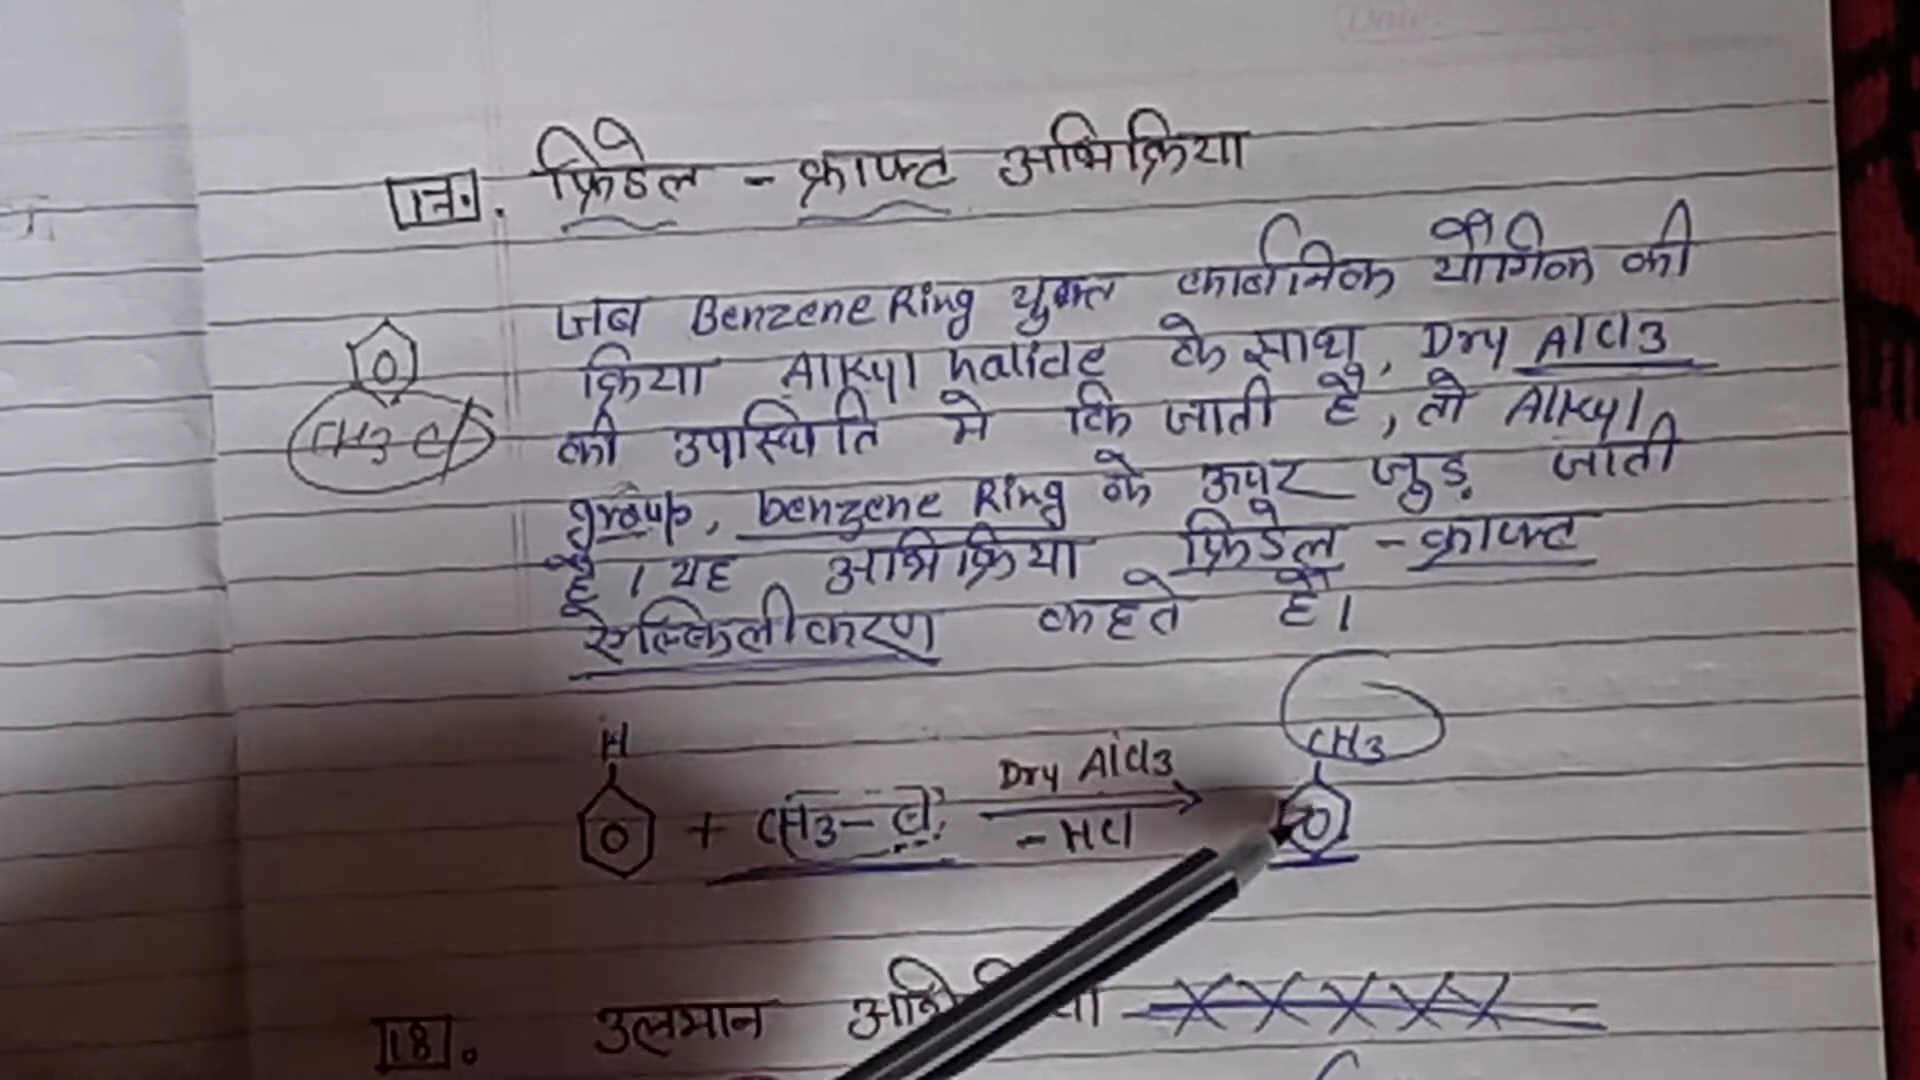 Date:
17. फ्रिडेल - क्राफ्ट अभिक्रिया
जब Benzene Ring युक्त कार्बनिक यौगिक की
क्रिया Alkyl halide के साथ, Dry AlCl3
की उपस्थिति मे कि जाती है, तो Alkyl
group, benzene Ring के ऊपर जुड़ जाती
है। यह अभिक्रिया फ्रिडेल - क्राफ्ट
ऐल्किलीकरण कहते है।
CH3 Cl
H
CH3
Dry AlCl3
+ CH3-Cl
-HCl
18. उलमान